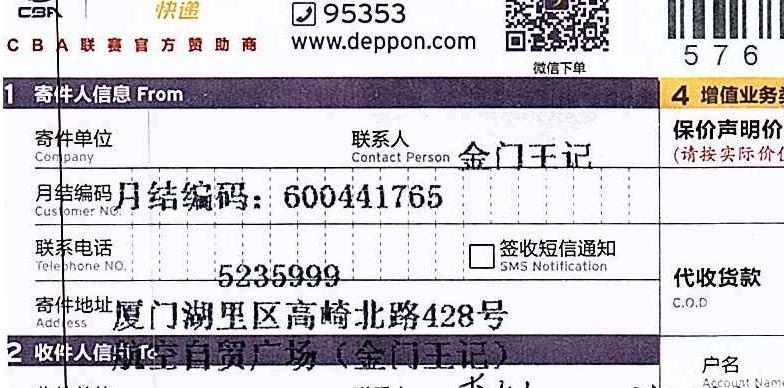 CBA 快递 95353
CBA联赛官方赞助商 www.deppon.com
微信下单 576
1 寄件人信息 From 4 增值业务
寄件单位 联系人 金门王记 保价声明价
Company Contact Person (请按实际价
月结编码 月结编码：600441765
Customer NO.
联系电话 签收短信通知
Telephone NO. 5235999 SMS Notification 代收货款
寄件地址 厦门湖里区高崎北路428号 C.O.D
Address
2 收件人信息 To 航空自贸广场（金门王记） 户名
Account Name